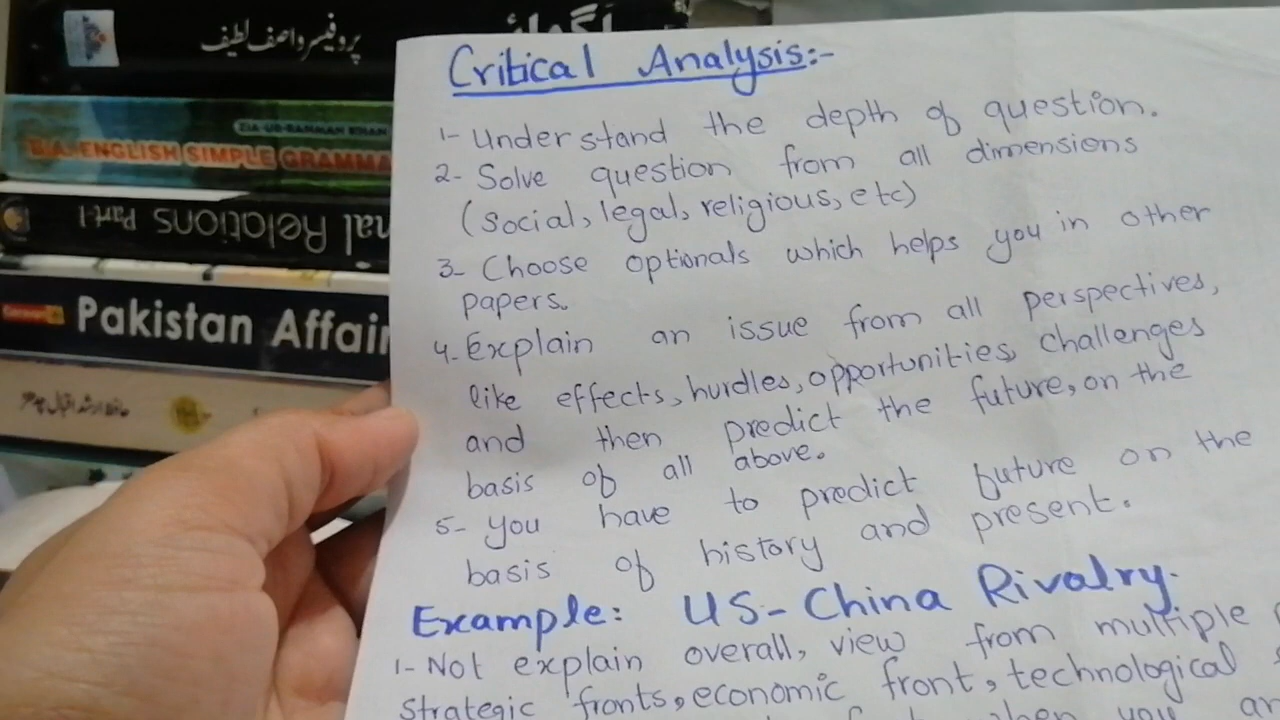 پروفیسر واصف لطیف
ZIA-UR-RAHMAN KHAN
B.A. ENGLISH SIMPLE GRAMMA
nal Relations Part-I
Pakistan Affair
Critical Analysis:-
1- Understand the depth of question.
2- Solve question from all dimensions
(social, legal, religious, etc)
3- Choose optionals which helps you in other
papers.
4- Explain an issue from all perspectives,
like effects, hurdles, opportunities, challenges
and then predict the future, on the
basis of all above.
5- You have to predict future on the
basis of history and present.
Example: US-China Rivalry.
1- Not explain overall, view from multiple
strategic fronts, economic front, technological